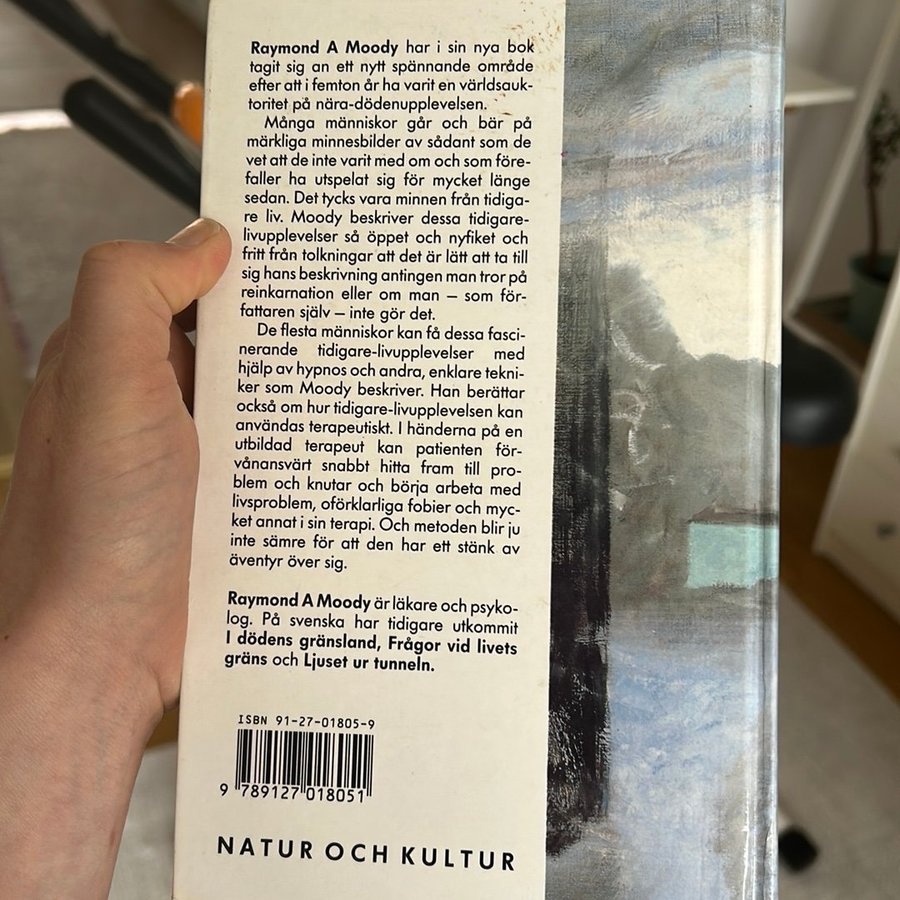 Raymond A Moody har i sin nya bok
tagit sig an ett nytt spännande område
efter att i femton år ha varit en världsauk-
toritet på nära-dödenupplevelsen.
Många människor går och bär på
märkliga minnesbilder av sådant som de
vet att de inte varit med om och som före-
faller ha utspelat sig för mycket länge
sedan. Det tycks vara minnen från tidiga-
re liv. Moody beskriver dessa tidigare-
livupplevelser så öppet och nyfiket och
fritt från tolkningar att det är lätt att ta till
sig hans beskrivning antingen man tror på
reinkarnation eller om man – som för-
fattaren själv – inte gör det.
De flesta människor kan få dessa fasci-
nerande tidigare-livupplevelser med
hjälp av hypnos och andra, enklare tekni-
ker som Moody beskriver. Han berättar
också om hur tidigare-livupplevelsen kan
användas terapeutiskt. I händerna på en
utbildad terapeut kan patienten för-
vånansvärt snabbt hitta fram till pro-
blem och knutar och börja arbeta med
livsproblem, oförklarliga fobier och myc-
ket annat i sin terapi. Och metoden blir ju
inte sämre för att den har ett stänk av
äventyr över sig.
Raymond A Moody är läkare och psyko-
log. På svenska har tidigare utkommit
I dödens gränsland, Frågor vid livets
gräns och Ljuset ur tunneln.
ISBN 91-27-01805-9
9 789127 018051
NATUR OCH KULTUR